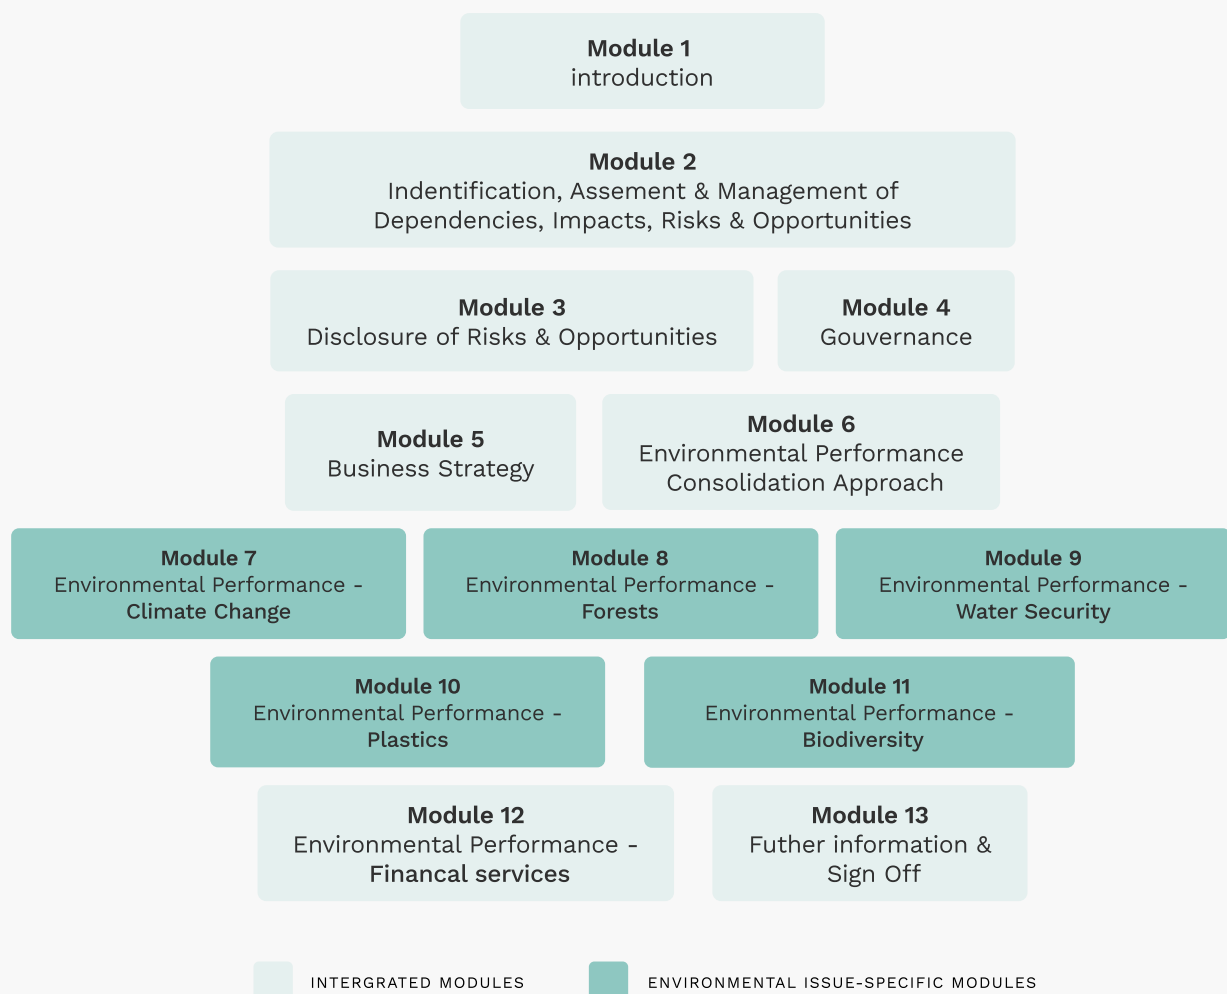 Module 1
introduction
Module 2
Indentification, Assement & Management of
Dependencies, Impacts, Risks & Opportunities
Module 3
Disclosure of Risks & Opportunities
Module 4
Gouvernance
Module 5
Business Strategy
Module 6
Environmental Performance
Consolidation Approach
Module 7
Environmental Performance -
Climate Change
Module 8
Environmental Performance -
Forests
Module 9
Environmental Performance -
Water Security
Module 10
Environmental Performance -
Plastics
Module 11
Environmental Performance -
Biodiversity
Module 12
Environmental Performance -
Financal services
Module 13
Futher information &
Sign Off
INTERGRATED MODULES
ENVIRONMENTAL ISSUE-SPECIFIC MODULES